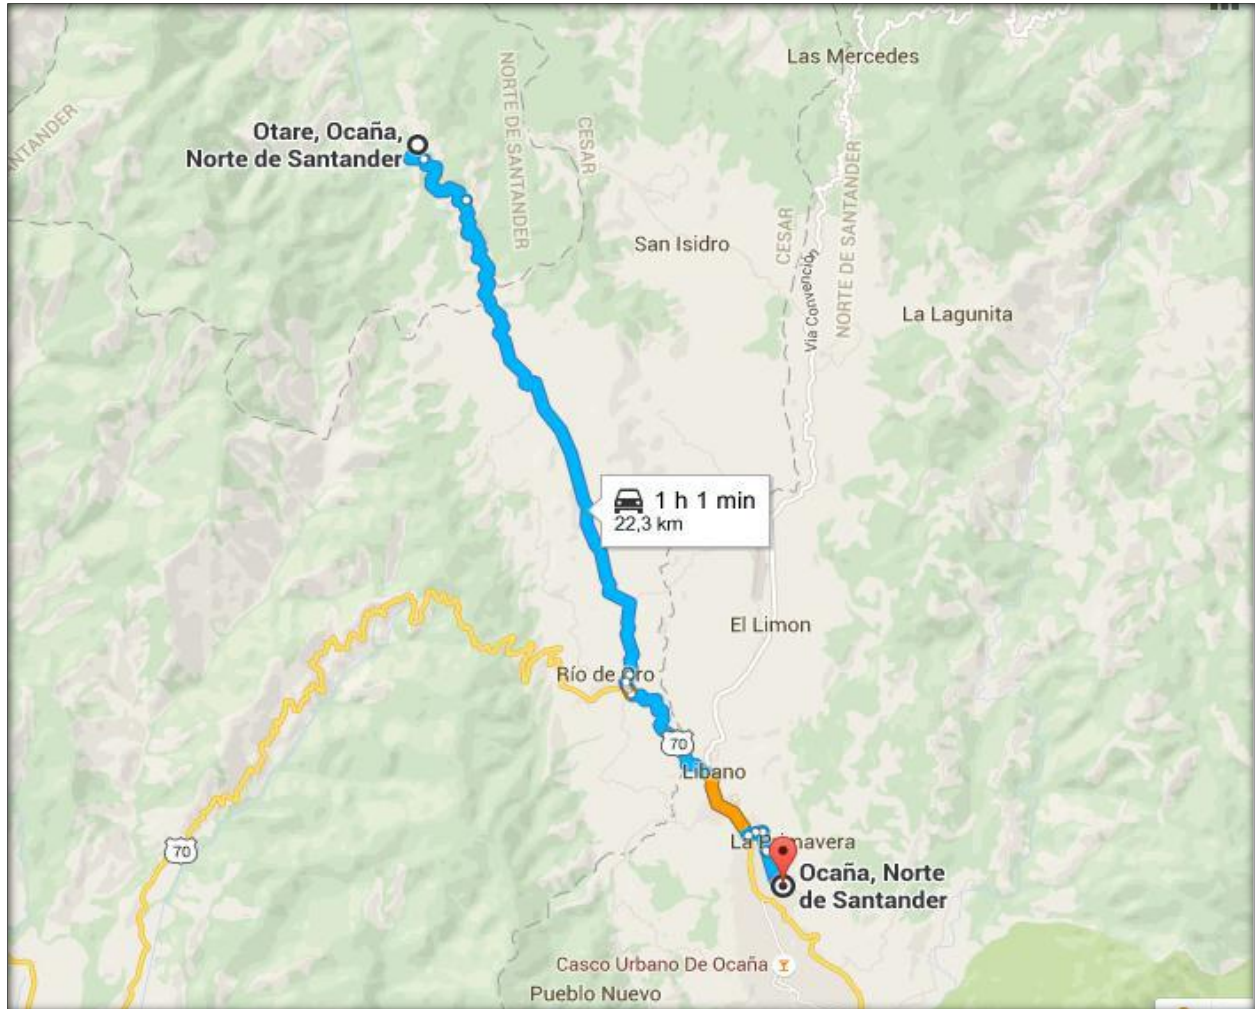 Las Mercedes
NORTE DE SANTANDER
CESAR
SANTANDER
Otare, Ocaña,
Norte de Santander
NORTE DE SANTANDER
CESAR
San Isidro
Via Convención
La Lagunita
1 h 1 min
22,3 km
El Limon
Río de Oro
70
Libano
70
La Primavera
Ocaña, Norte
de Santander
Casco Urbano De Ocaña
Pueblo Nuevo